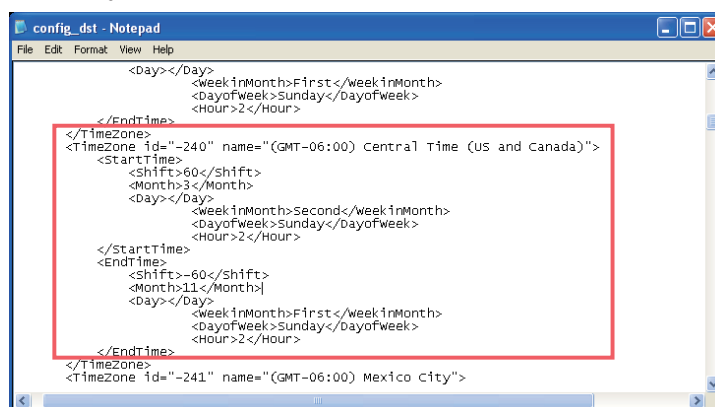 config_dst - Notepad
File Edit Format View Help
<Day></Day>
<WeekinMonth>First</WeekinMonth>
<DayofWeek>Sunday</DayofWeek>
<Hour>2</Hour>
</EndTime>
</TimeZone>
<TimeZone id="-240" name="(GMT-06:00) Central Time (US and Canada)">
<StartTime>
<Shift>60</Shift>
<Month>3</Month>
<Day></Day>
<WeekinMonth>Second</WeekinMonth>
<DayofWeek>Sunday</DayofWeek>
<Hour>2</Hour>
</StartTime>
<EndTime>
<Shift>-60</Shift>
<Month>11</Month>
<Day></Day>
<WeekinMonth>First</WeekinMonth>
<DayofWeek>Sunday</DayofWeek>
<Hour>2</Hour>
</EndTime>
</TimeZone>
<TimeZone id="-241" name="(GMT-06:00) Mexico City">